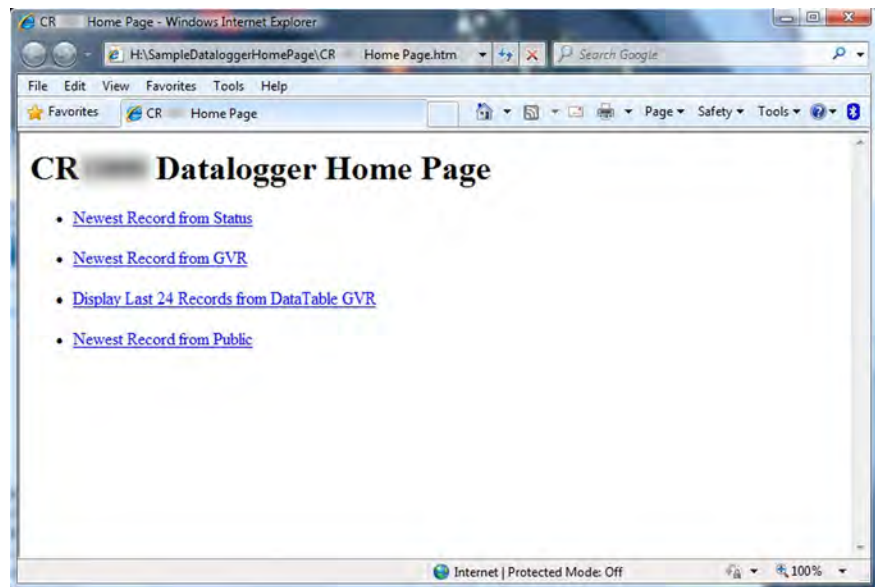 CR Home Page - Windows Internet Explorer
H:\SampleDataloggerHomePage\CR Home Page.htm Search Google
File Edit View Favorites Tools Help
Favorites CR Home Page Page Safety Tools
CR Datalogger Home Page
• Newest Record from Status
• Newest Record from GVR
• Display Last 24 Records from DataTable GVR
• Newest Record from Public
Internet | Protected Mode: Off 100%